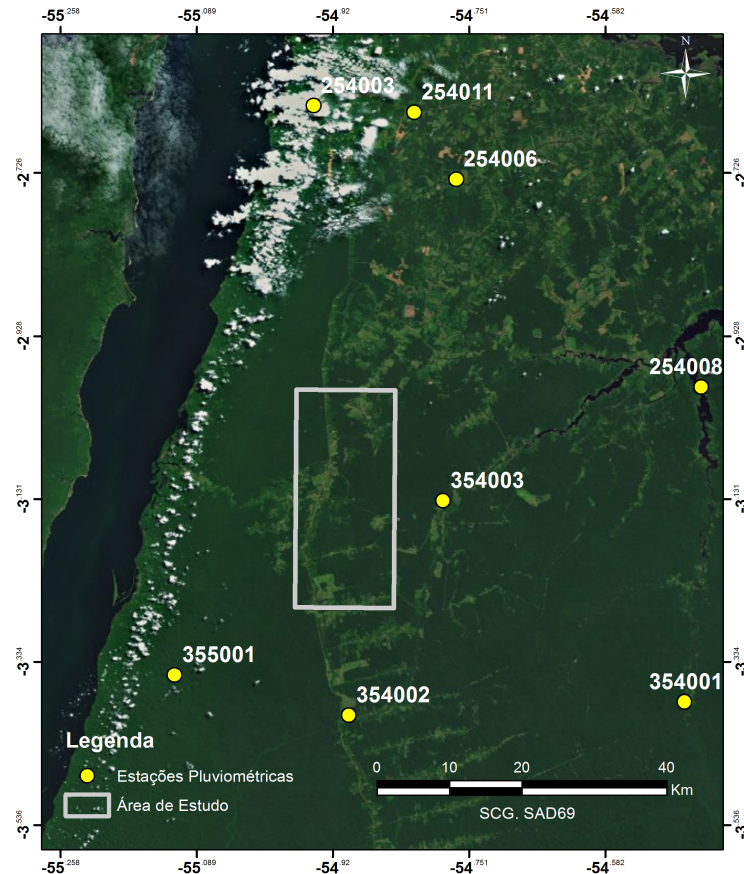 -55.258 -55.089 -54.92 -54.751 -54.582
N
254003 254011
254006
-2.726 -2.726
-2.928 -2.928
254008
354003
-3.131 -3.131
355001
-3.334 -3.334
354001
354002
Legenda
Estações Pluviométricas
Área de Estudo
0 10 20 40
Km
SCG. SAD69
-3.536 -3.536
-55.258 -55.089 -54.92 -54.751 -54.582